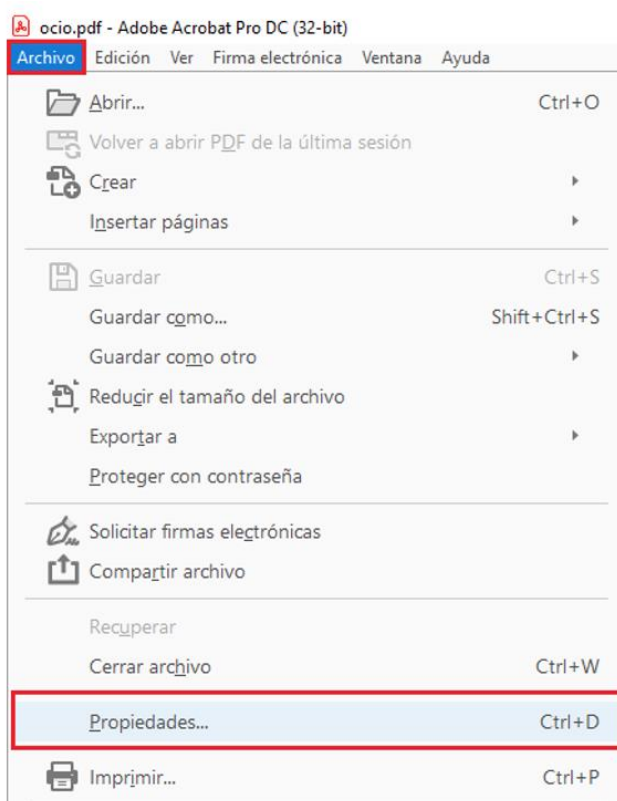 ocio.pdf - Adobe Acrobat Pro DC (32-bit)
Archivo Edición Ver Firma electrónica Ventana Ayuda
Abrir... Ctrl+O
Volver a abrir PDF de la última sesión
Crear
Insertar páginas
Guardar Ctrl+S
Guardar como... Shift+Ctrl+S
Guardar como otro
Reducir el tamaño del archivo
Exportar a
Proteger con contraseña
Solicitar firmas electrónicas
Compartir archivo
Recuperar
Cerrar archivo Ctrl+W
Propiedades... Ctrl+D
Imprimir... Ctrl+P